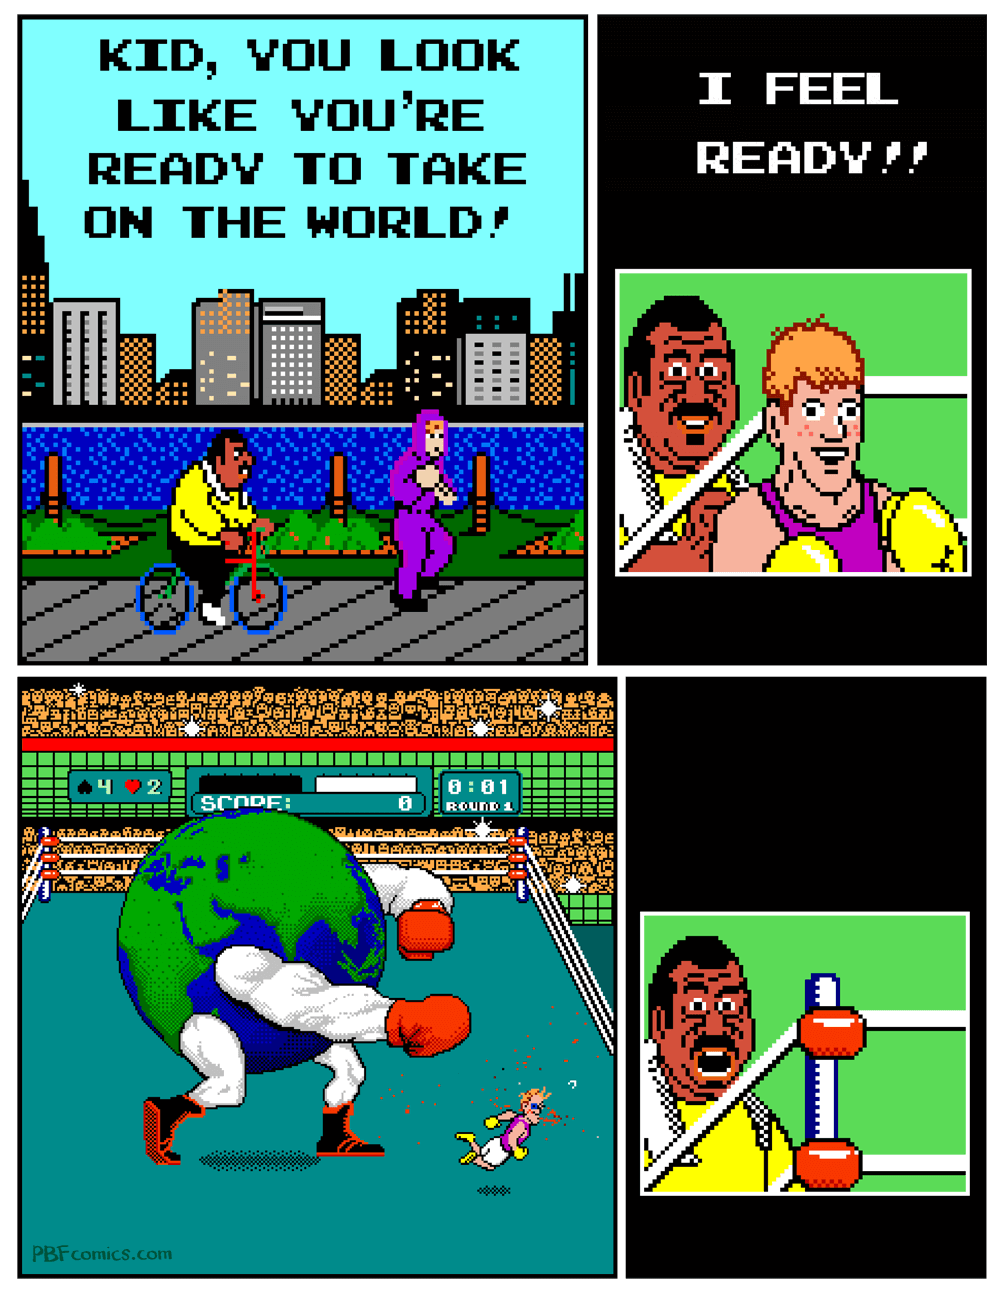 KID, YOU LOOK
LIKE YOU'RE
READY TO TAKE
ON THE WORLD!
I FEEL
READY!!
4 2
0:01
SCORE: 0
ROUND 1
PBFcomics.com